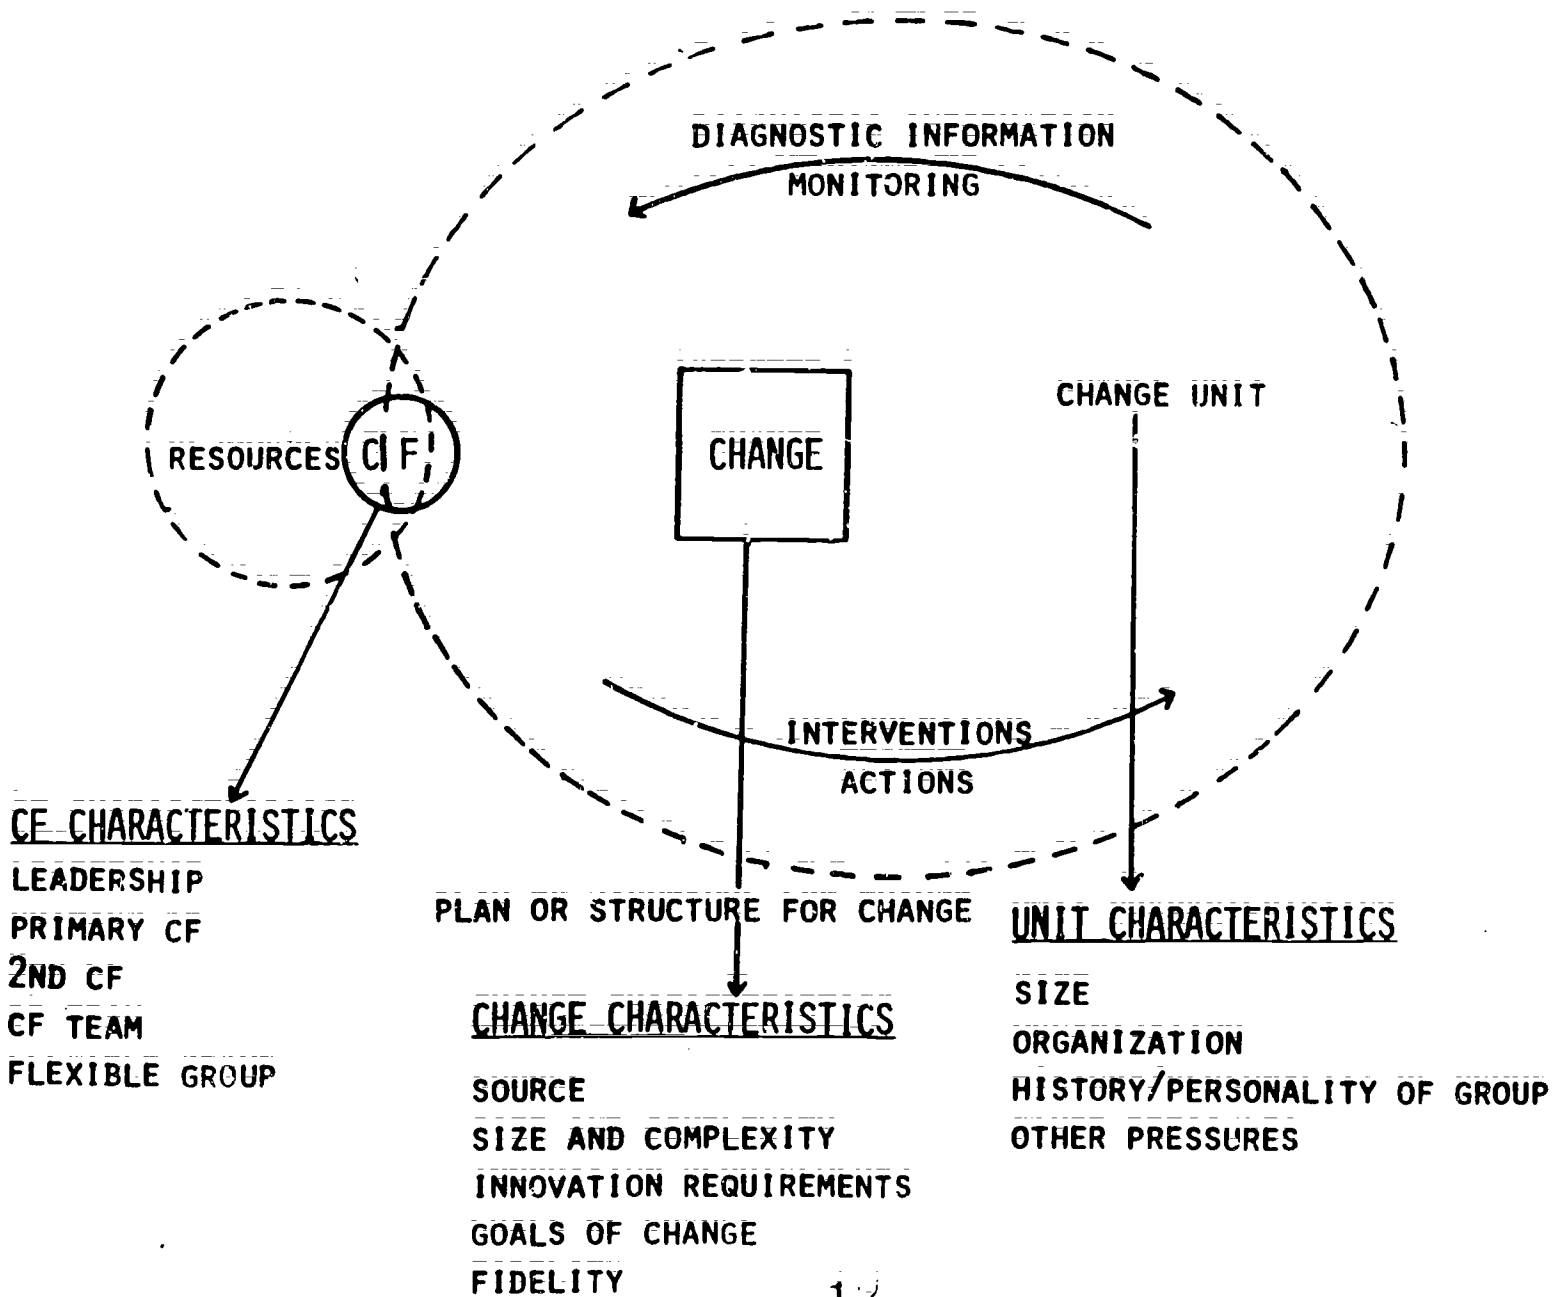 DIAGNOSTIC INFORMATION
MONITORING
RESOURCES
CF
CHANGE
CHANGE UNIT
INTERVENTIONS
ACTIONS
CF CHARACTERISTICS
LEADERSHIP
PRIMARY CF
2ND CF
CF TEAM
FLEXIBLE GROUP
PLAN OR STRUCTURE FOR CHANGE
CHANGE CHARACTERISTICS
SOURCE
SIZE AND COMPLEXITY
INNOVATION REQUIREMENTS
GOALS OF CHANGE
FIDELITY
UNIT CHARACTERISTICS
SIZE
ORGANIZATION
HISTORY/PERSONALITY OF GROUP
OTHER PRESSURES